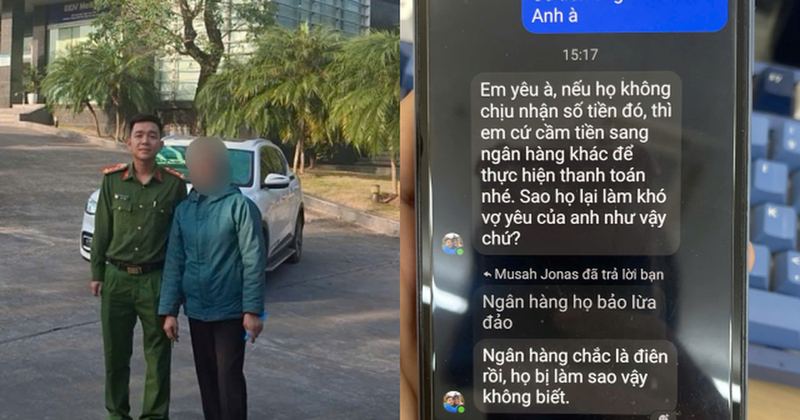 BIDV
Anh à
15:17
Em yêu à, nếu họ không
chịu nhận số tiền đó, thì
em cứ cầm tiền sang
ngân hàng khác để
thực hiện thanh toán
nhé. Sao họ lại làm khó
vợ yêu của anh như vậy
chứ?
Musah Jonas đã trả lời bạn
Ngân hàng họ bảo lừa
đảo
Ngân hàng chắc là điên
rồi, họ bị làm sao vậy
không biết.